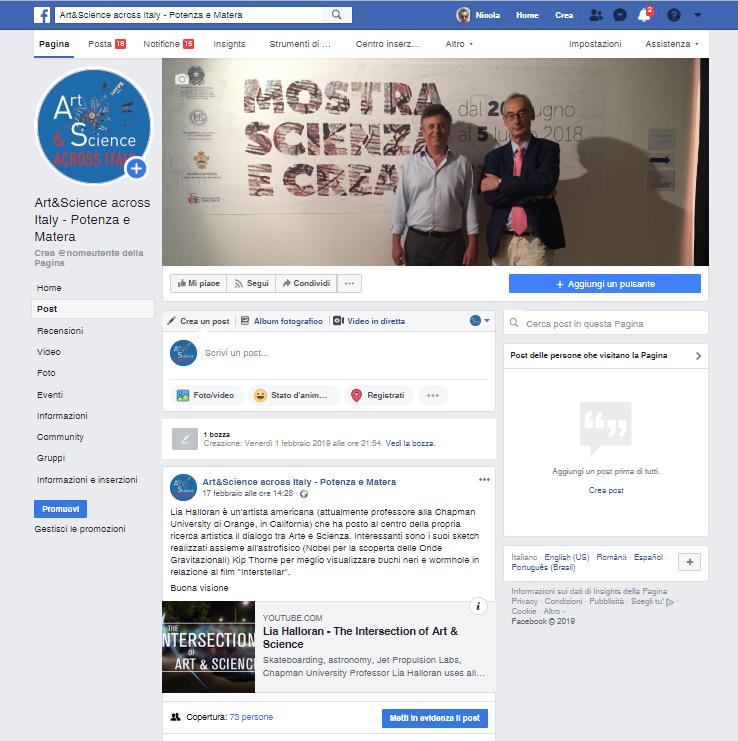 Art&Science across Italy - Potenza e Matera
Nicola Home Crea 2
Pagina Posta 18 Notifiche 15 Insights Strumenti di ... Centro inserz... Altro Impostazioni Assistenza
Art
& Science
ACROSS ITALY
MOSTRA
SCIENZA
E CREA
dal 20 giugno
al 5 luglio 2018
Art&Science across
Italy - Potenza e
Matera
Crea @nomeutente della
Pagina
Mi piace Segui Condividi ...
+ Aggiungi un pulsante
Home
Post
Recensioni
Video
Foto
Eventi
Informazioni
Community
Gruppi
Informazioni e inserzioni
Promuovi
Gestisci le promozioni
Crea un post Album fotografico Video in diretta
Scrivi un post...
Foto/video Stato d'anim... Registrati ...
1 bozza
Creazione: Venerdì 1 febbraio 2019 alle ore 21:54. Vedi la bozza.
Art&Science across Italy - Potenza e Matera
17 febbraio alle ore 14:28 ·
Lia Halloran è un'artista americana (attualmente professore alla Chapman
University di Orange, in California) che ha posto al centro della propria
ricerca artistica il dialogo tra Arte e Scienza. Interessanti sono i suoi sketch
realizzati assieme all'astrofisico (Nobel per la scoperta delle Onde
Gravitazionali) Kip Thorne per meglio visualizzare buchi neri e wormhole in
relazione al film "Interstellar".
Buona visione
THE
INTERSECTION
OF
ART & SCIENCE
YOUTUBE.COM
Lia Halloran - The Intersection of Art &
Science
Skateboarding, astronomy, Jet Propulsion Labs,
Chapman University Professor Lia Halloran uses all...
Copertura: 73 persone
Metti in evidenza il post
Cerca post in questa Pagina
Post delle persone che visitano la Pagina
Aggiungi un post prima di tutti.
Crea post
Italiano · English (US) · Română · Español ·
Português (Brasil)
Informazioni sui dati di Insights della Pagina
Privacy · Condizioni · Pubblicità · Scegli tu! ·
Cookie · Altro
Facebook © 2019